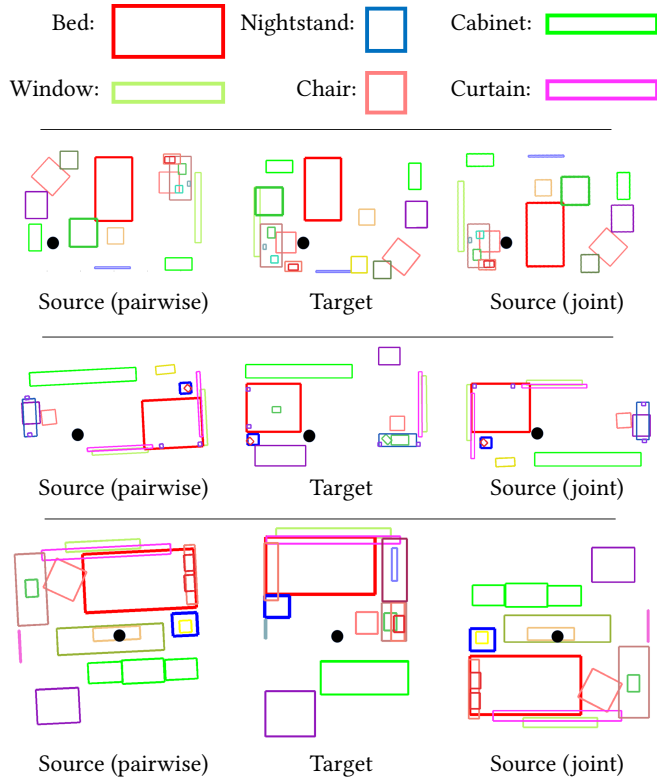 Bed: Nightstand: Cabinet:
Window: Chair: Curtain:
Source (pairwise) Target Source (joint)
Source (pairwise) Target Source (joint)
Source (pairwise) Target Source (joint)